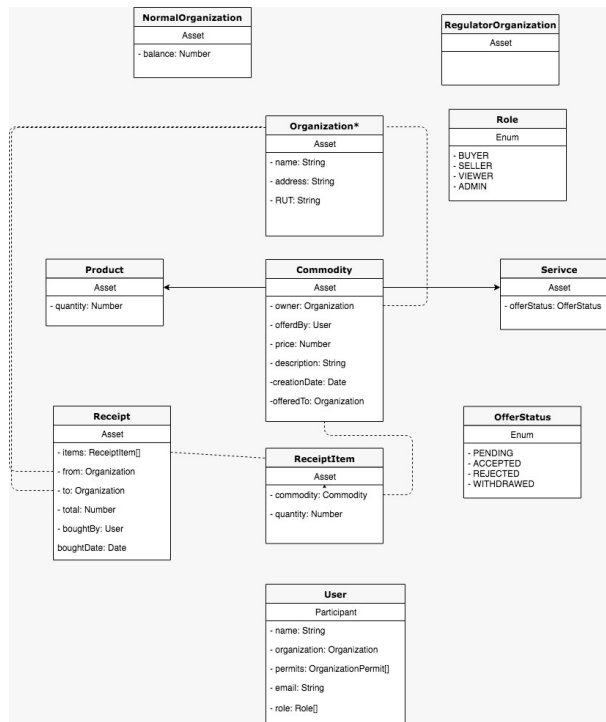 NormalOrganization
Asset
- balance: Number
RegulatorOrganization
Asset
Organization*
Asset
- name: String
- address: String
- RUT: String
Role
Enum
- BUYER
- SELLER
- VIEWER
- ADMIN
Product
Asset
- quantity: Number
Commodity
Asset
- owner: Organization
- offerdBy: User
- price: Number
- description: String
-creationDate: Date
-offeredTo: Organization
Serivce
Asset
- offerStatus: OfferStatus
Receipt
Asset
- items: ReceiptItem[]
- from: Organization
- to: Organization
- total: Number
- boughtBy: User
boughtDate: Date
ReceiptItem
Asset
- commodity: Commodity
- quantity: Number
OfferStatus
Enum
- PENDING
- ACCEPTED
- REJECTED
- WITHDRAWED
User
Participant
- name: String
- organization: Organization
- permits: OrganizationPermit[]
- email: String
- role: Role[]